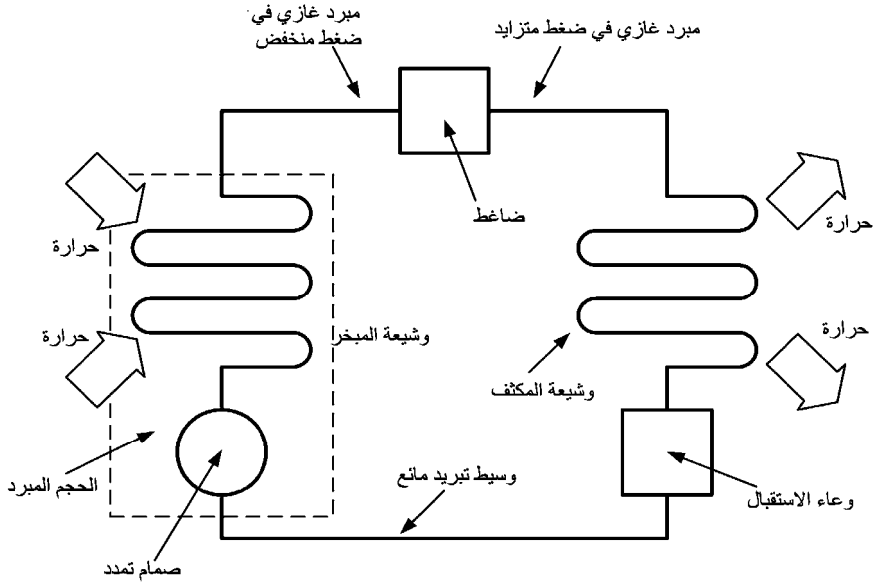 مبرد غازي في
ضغط منخفض
مبرد غازي في ضغط متزايد
ضاغط
حرارة
حرارة
حرارة
حرارة
وشيعة المبخر
وشيعة المكثف
الحجم المبرد
وسيط تبريد مائع
وعاء الاستقبال
صمام تمدد